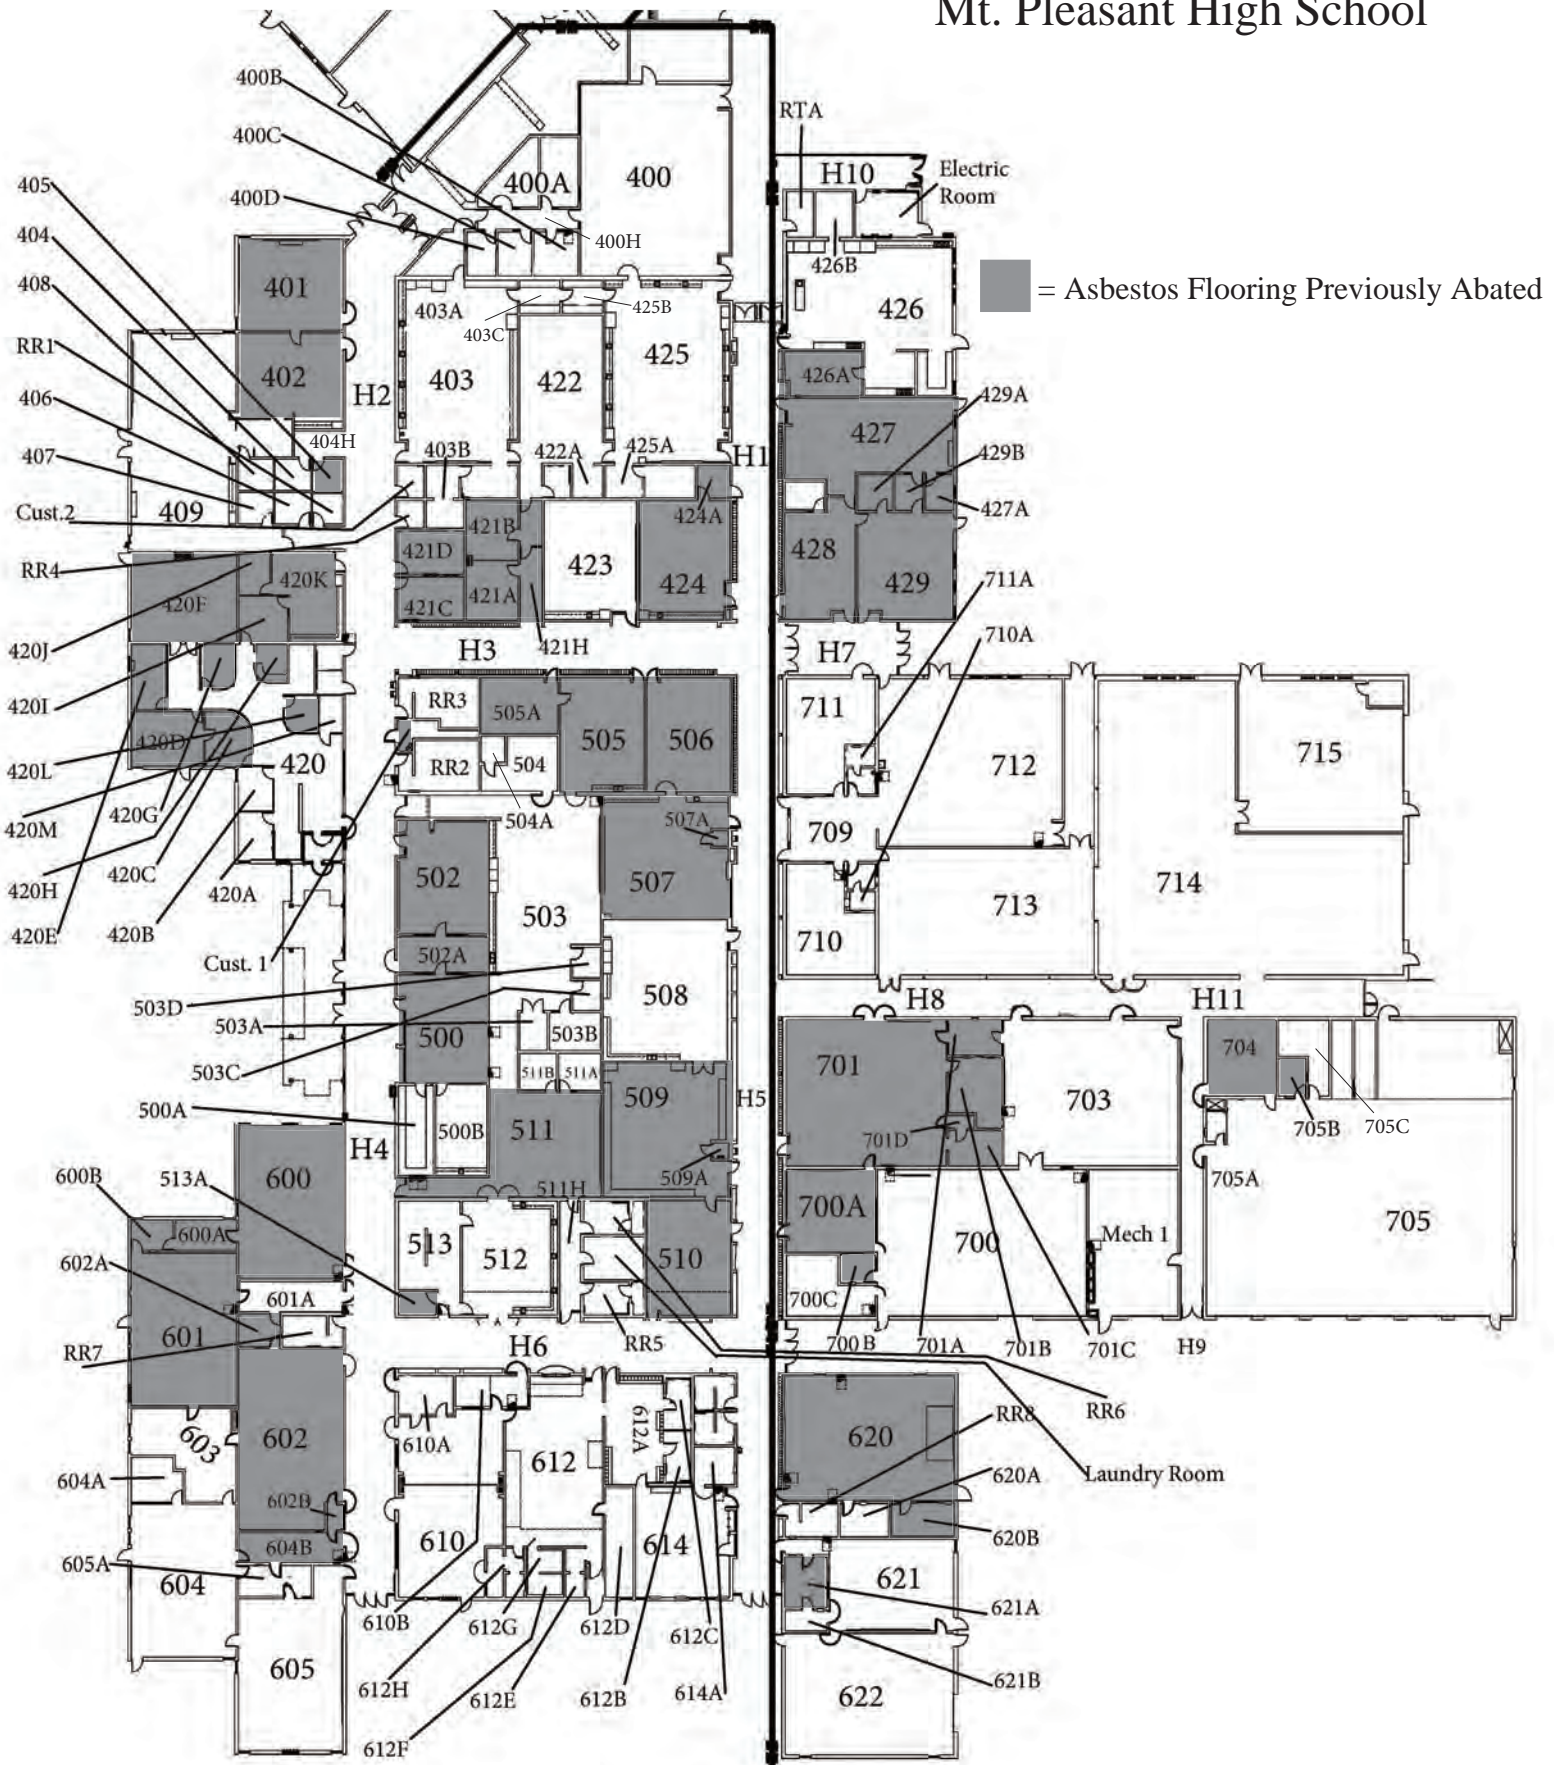 Mt. Pleasant High School
400B
RTA
400C
H10
Electric
Room
400A
400
405
400D
404
400H
426B
408
401
= Asbestos Flooring Previously Abated
403A
425B
426
RR1
403C
425
402
403
422
426A
406
H2
429A
427
404H
403B
422A
425A
429B
407
H1
409
Cust.2
421B
424A
427A
421D
423
428
RR4
420K
424
429
711A
420F
421A
421C
420J
H3
421H
H7
710A
420I
RR3
711
505A
505
506
420D
715
420L
420
RR2
504
712
420M
420G
504A
507A
709
420H
420C
420A
502
507
714
503
713
420E
420B
710
502A
Cust. 1
503D
508
H8
H11
503A
503B
500
704
503C
511B
511A
701
509
H5
703
500A
500B
511
701D
705B
705C
H4
600B
513A
600
509A
705A
511H
600A
700A
705
602A
513
512
510
700
Mech 1
601A
700C
601
RR7
H6
RR5
700 B
701A
701B
701C
H9
RR6
603
602
610A
612A
620
RR8
604A
612
620A
Laundry Room
602B
610
614
620B
604B
605A
604
621
621A
610B
612G
612D
612C
605
621B
612H
612E
612B
614A
622
612F